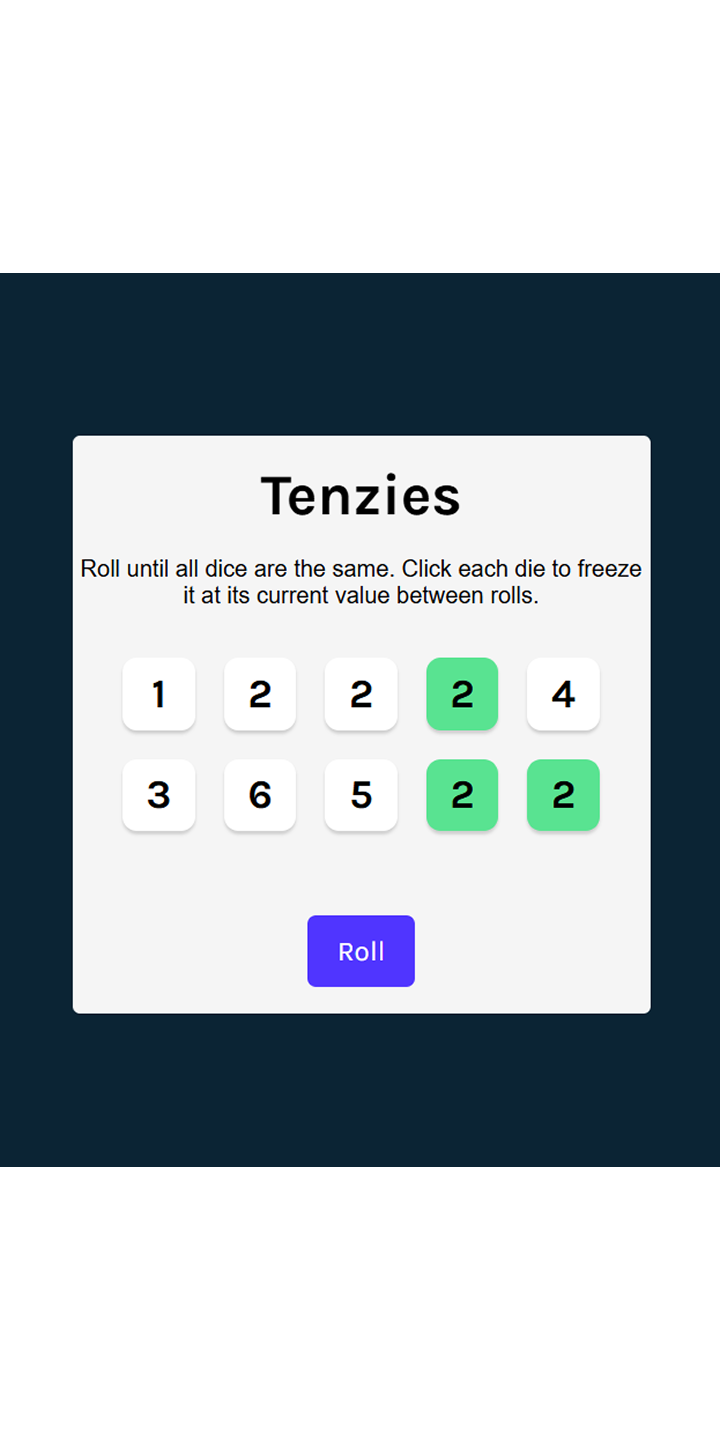 Tenzies
Roll until all dice are the same. Click each die to freeze
it at its current value between rolls.
1 2 2 2 4
3 6 5 2 2
Roll